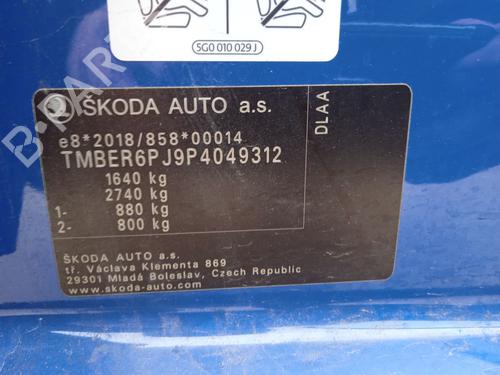 5G0 010 029 J
ŠKODA AUTO a.s.
DLAA
e8*2018/858*00014
TMBER6PJ9P4049312
1640 kg
2740 kg
1- 880 kg
2- 800 kg
ŠKODA AUTO a.s.
tř. Václava Klementa 869
29301 Mladá Boleslav, Czech Republic
www.skoda-auto.com
B-PARTS